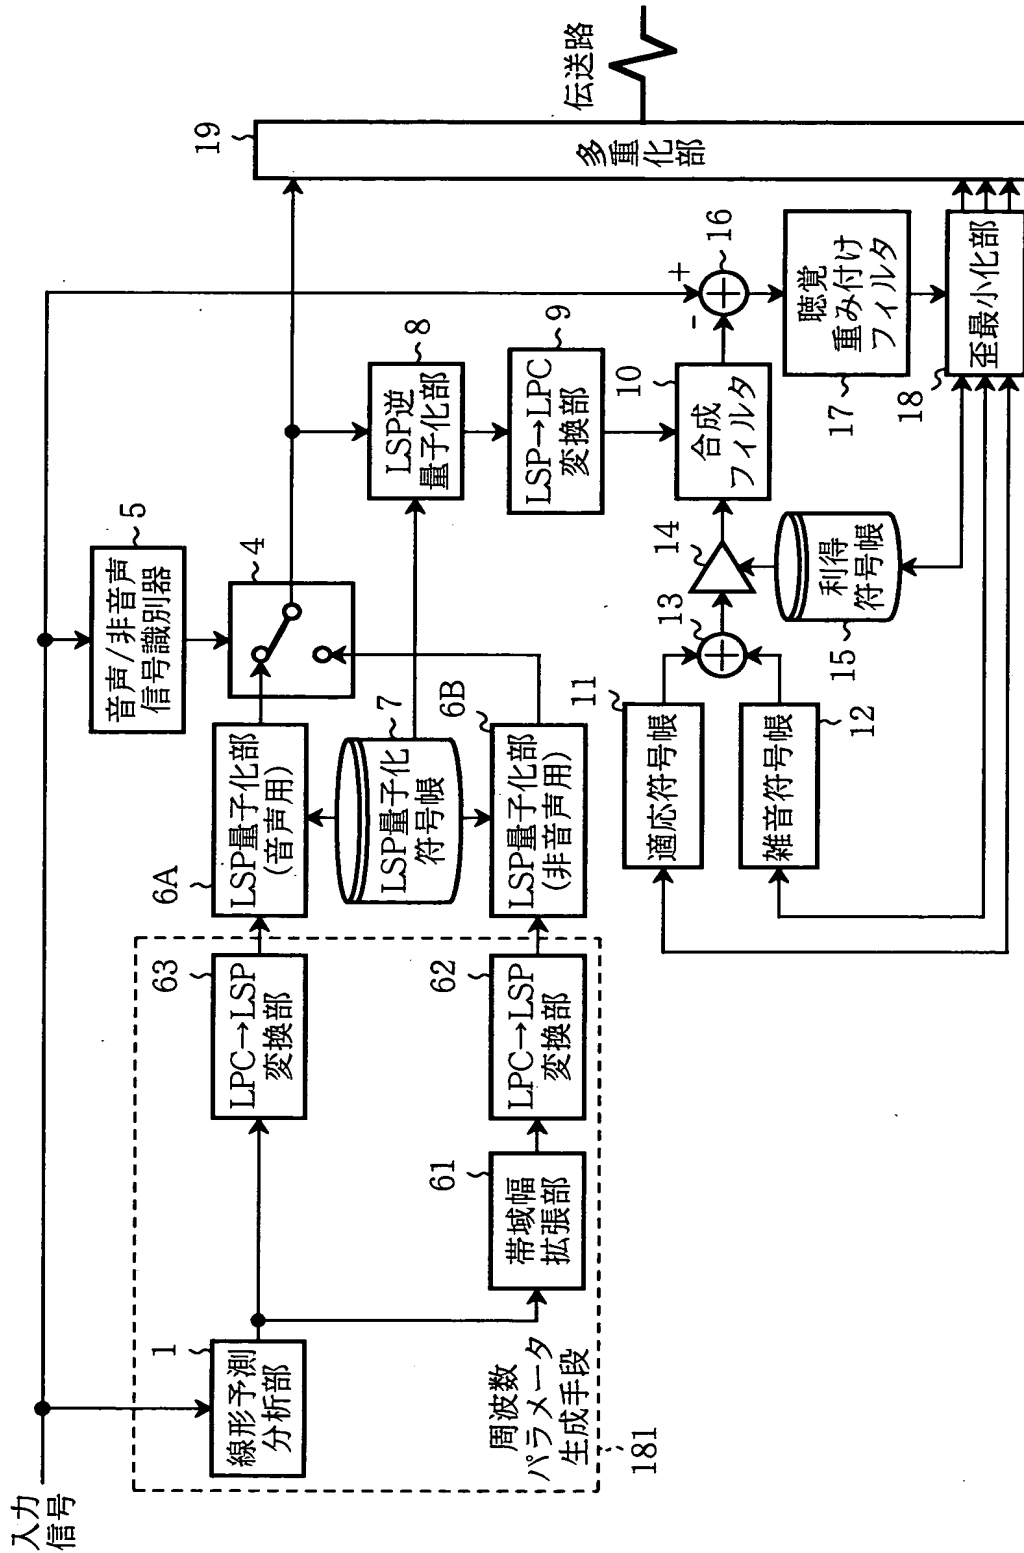 入力
信号
線形予測
分析部
1
LPC→LSP
変換部
63
帯域幅
拡張部
61
LPC→LSP
変換部
62
周波数
パラメータ
生成手段
181
LSP量子化部
(音声用)
6A
LSP量子化
符号帳
7
LSP量子化部
(非音声用)
6B
音声/非音声
信号識別器
5
4
LSP逆
量子化部
8
LSP→LPC
変換部
9
合成
フィルタ
10
適応符号帳
11
雑音符号帳
12
13
14
利得
符号帳
15
+
-
16
聴覚
重み付け
フィルタ
17
歪最小化部
18
多重化部
19
伝送路